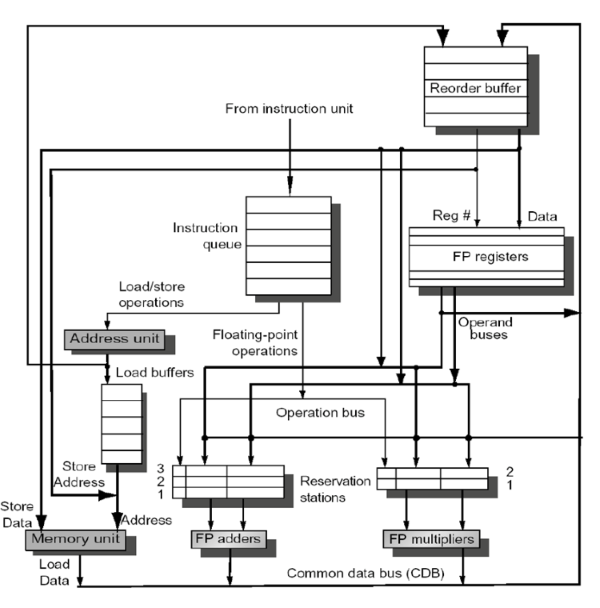 Reorder buffer
From instruction unit
Reg #
Data
Instruction
queue
FP registers
Load/store
operations
Operand
buses
Floating-point
operations
Address unit
Load buffers
Operation bus
Store
Address
3
2
1
Reservation
stations
2
1
Store
Data
Address
Memory unit
FP adders
FP multipliers
Load
Data
Common data bus (CDB)